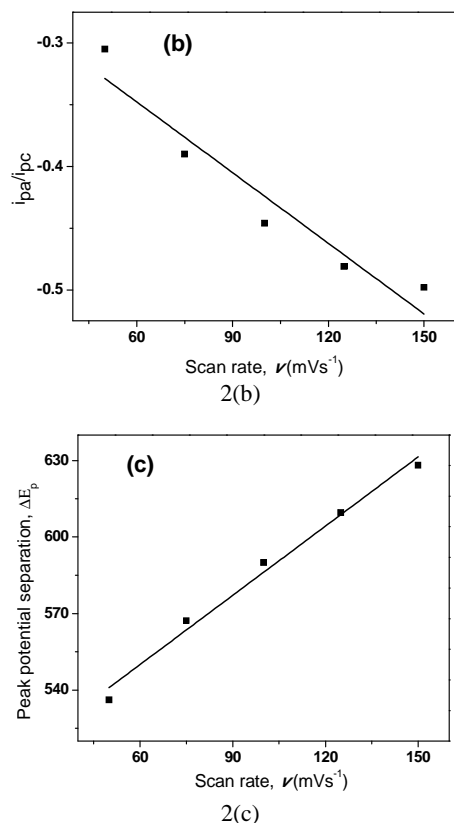 (b)
-0.3
-0.4
-0.5
ipa/ipc
60
90
120
150
Scan rate, ν(mVs⁻¹)
2(b)
(c)
630
600
570
540
Peak potential separation, ΔEp
60
90
120
150
Scan rate, ν(mVs⁻¹)
2(c)